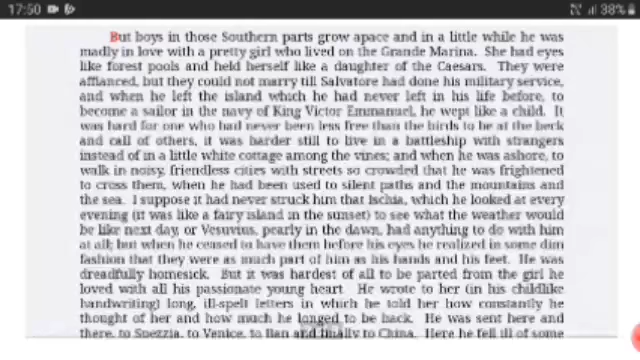 17:50
38%
But boys in those Southern parts grow apace and in a little while he was
madly in love with a pretty girl who lived on the Grande Marina. She had eyes
like forest pools and held herself like a daughter of the Caesars. They were
affianced, but they could not marry till Salvatore had done his military service,
and when he left the island which he had never left in his life before, to
become a sailor in the navy of King Victor Emmanuel, he wept like a child. It
was hard for one who had never been less free than the birds to be at the beck
and call of others, it was harder still to live in a battleship with strangers
instead of in a little white cottage among the vines; and when he was ashore, to
walk in noisy, friendless cities with streets so crowded that he was frightened
to cross them, when he had been used to silent paths and the mountains and
the sea. I suppose it had never struck him that Ischia, which he looked at every
evening (it was like a fairy island in the sunset) to see what the weather would
be like next day, or Vesuvius, pearly in the dawn, had anything to do with him
at all; but when he ceased to have them before his eyes he realized in some dim
fashion that they were as much part of him as his hands and his feet. He was
dreadfully homesick. But it was hardest of all to be parted from the girl he
loved with all his passionate young heart. He wrote to her (in his childlike
handwriting) long, ill-spelt letters in which he told her how constantly he
thought of her and how much he longed to be back. He was sent here and
there, to Spezzia, to Venice, to Bari and finally to China. Here he fell ill of some